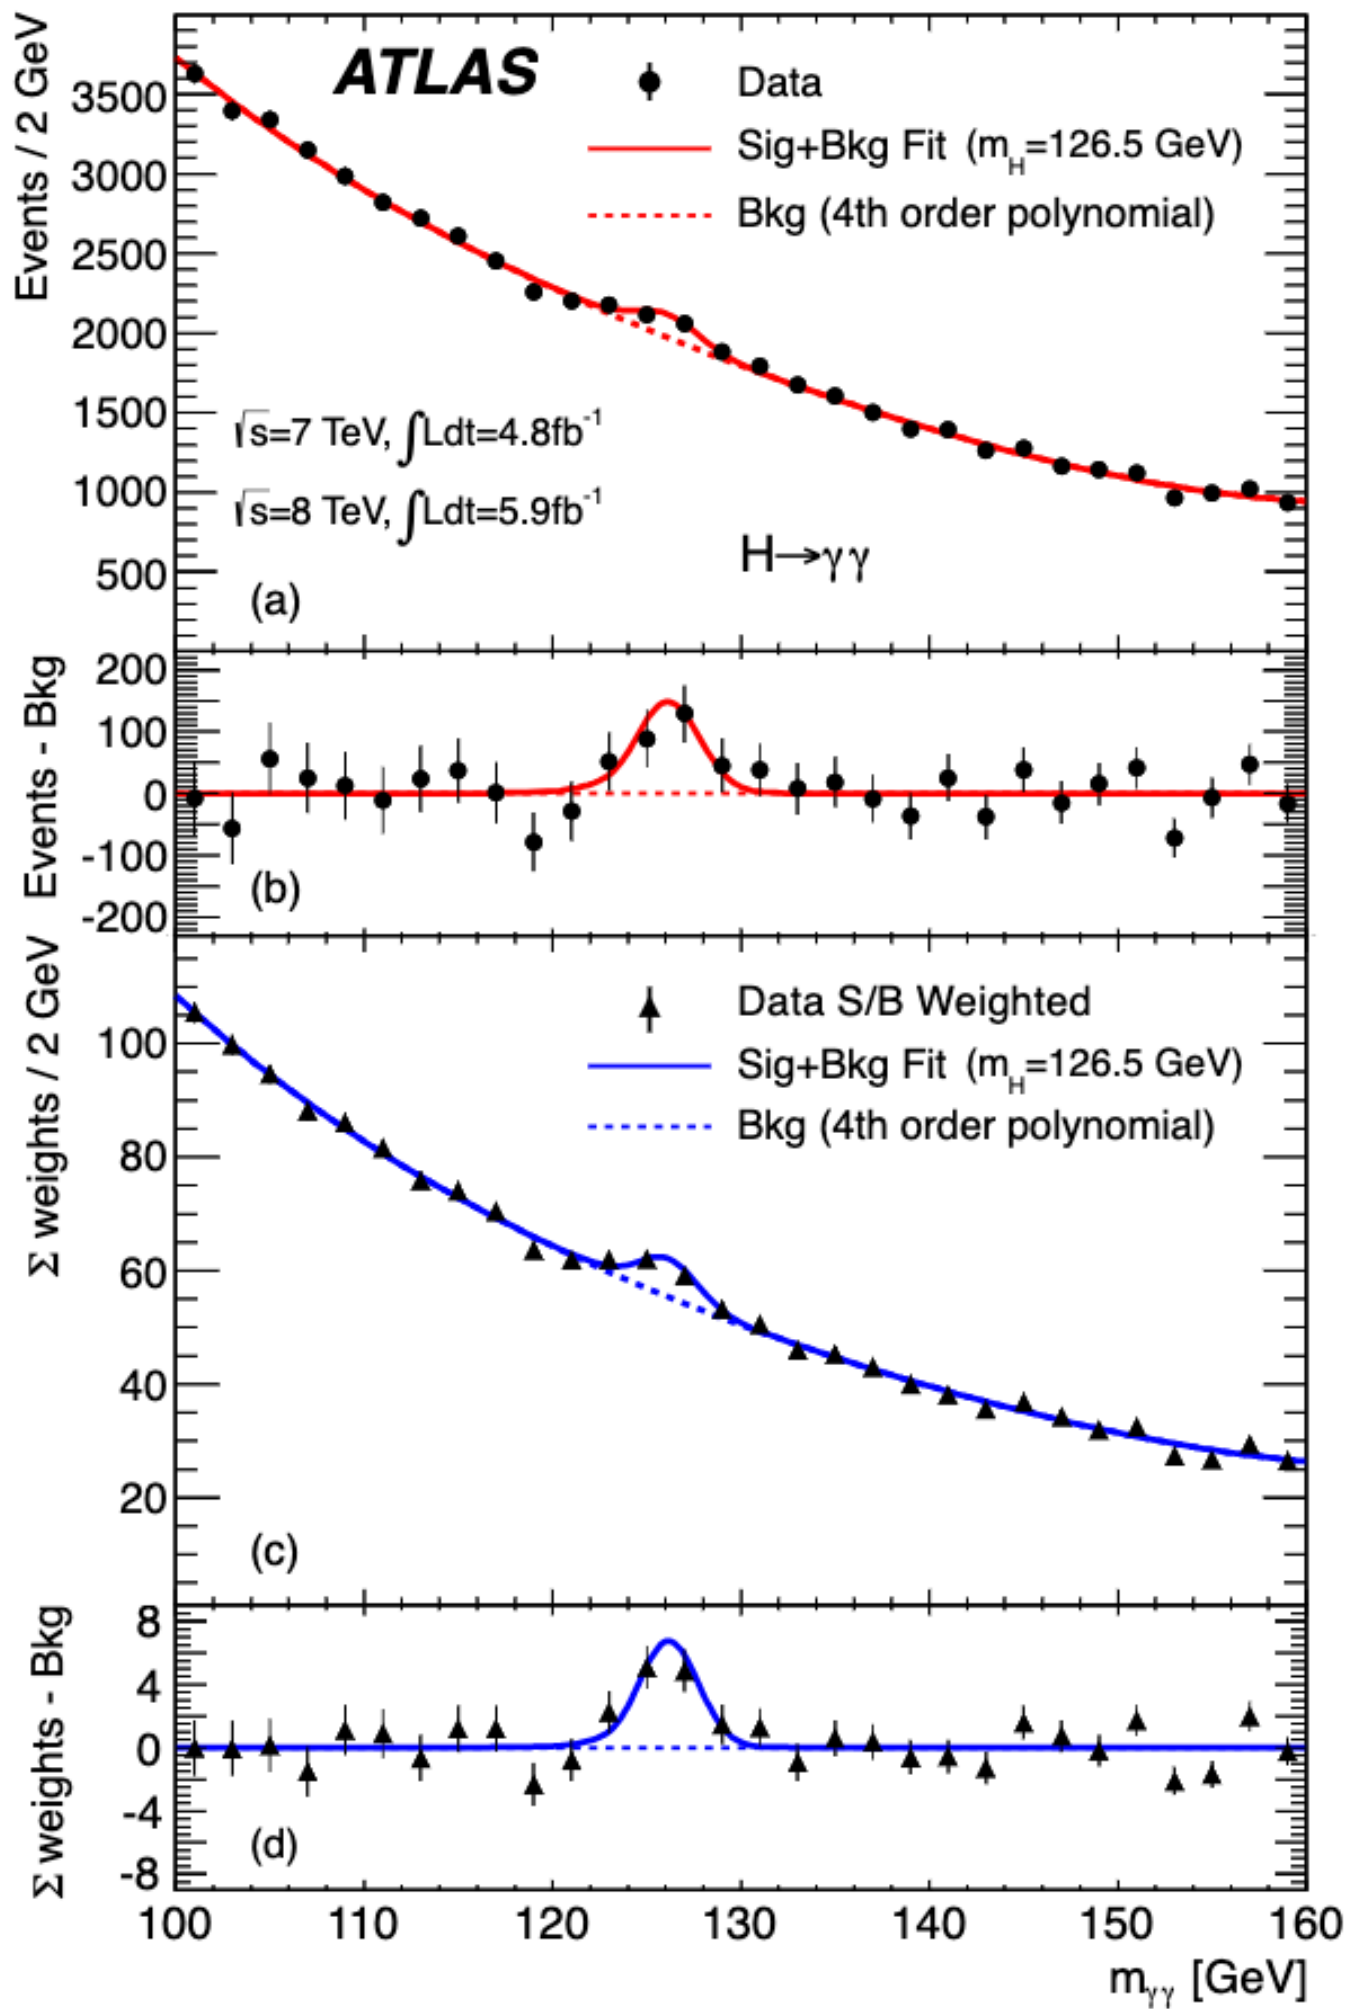 ATLAS
Data
Sig+Bkg Fit (m_H=126.5 GeV)
Bkg (4th order polynomial)
Events / 2 GeV
3500
3000
2500
2000
1500
1000
500
√s=7 TeV, ∫Ldt=4.8fb⁻¹
√s=8 TeV, ∫Ldt=5.9fb⁻¹
H→γγ
(a)
Events - Bkg
200
100
0
-100
-200
(b)
Σ weights / 2 GeV
100
80
60
40
20
Data S/B Weighted
Sig+Bkg Fit (m_H=126.5 GeV)
Bkg (4th order polynomial)
(c)
Σ weights - Bkg
8
4
0
-4
-8
(d)
100 110 120 130 140 150 160
m_γγ [GeV]